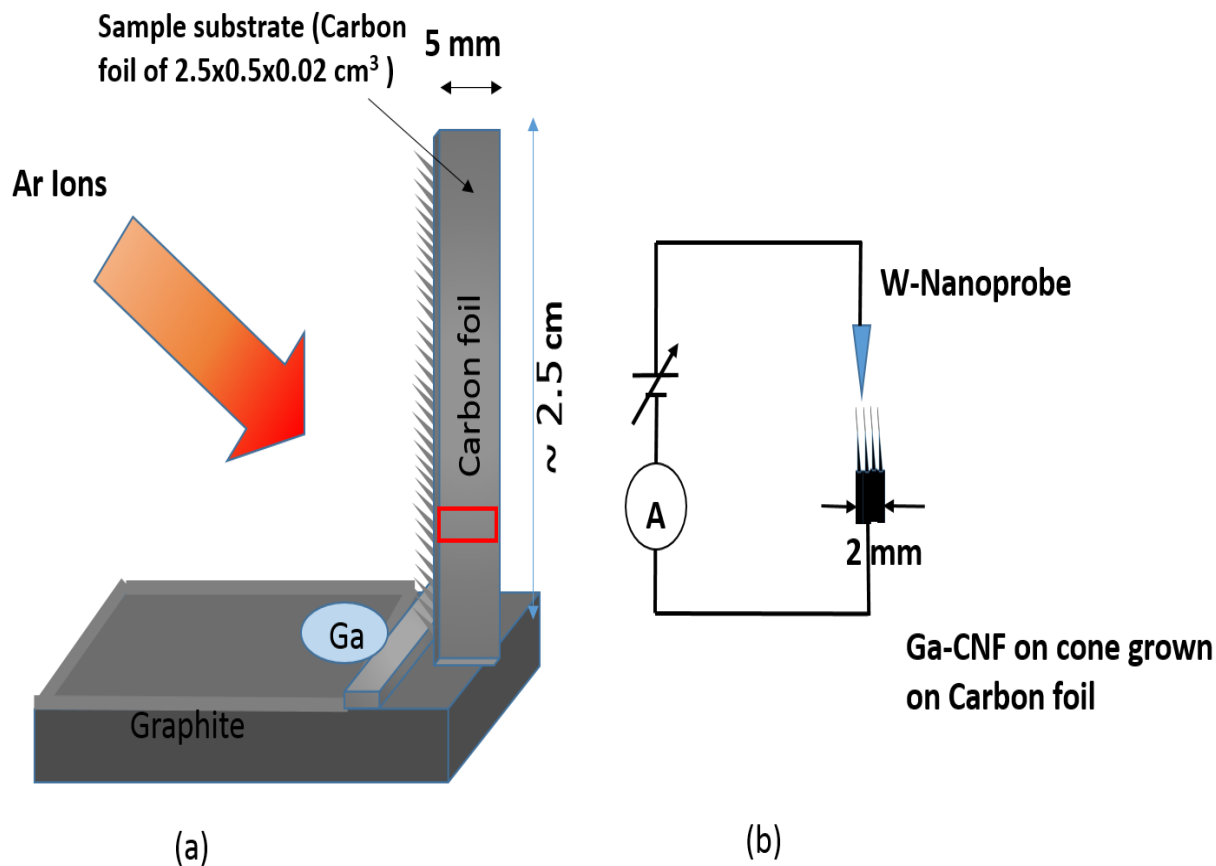 Sample substrate (Carbon
foil of 2.5x0.5x0.02 cm³ )
5 mm
Ar Ions
Carbon foil
~ 2.5 cm
Ga
Graphite
(a)
W-Nanoprobe
A
2 mm
Ga-CNF on cone grown
on Carbon foil
(b)